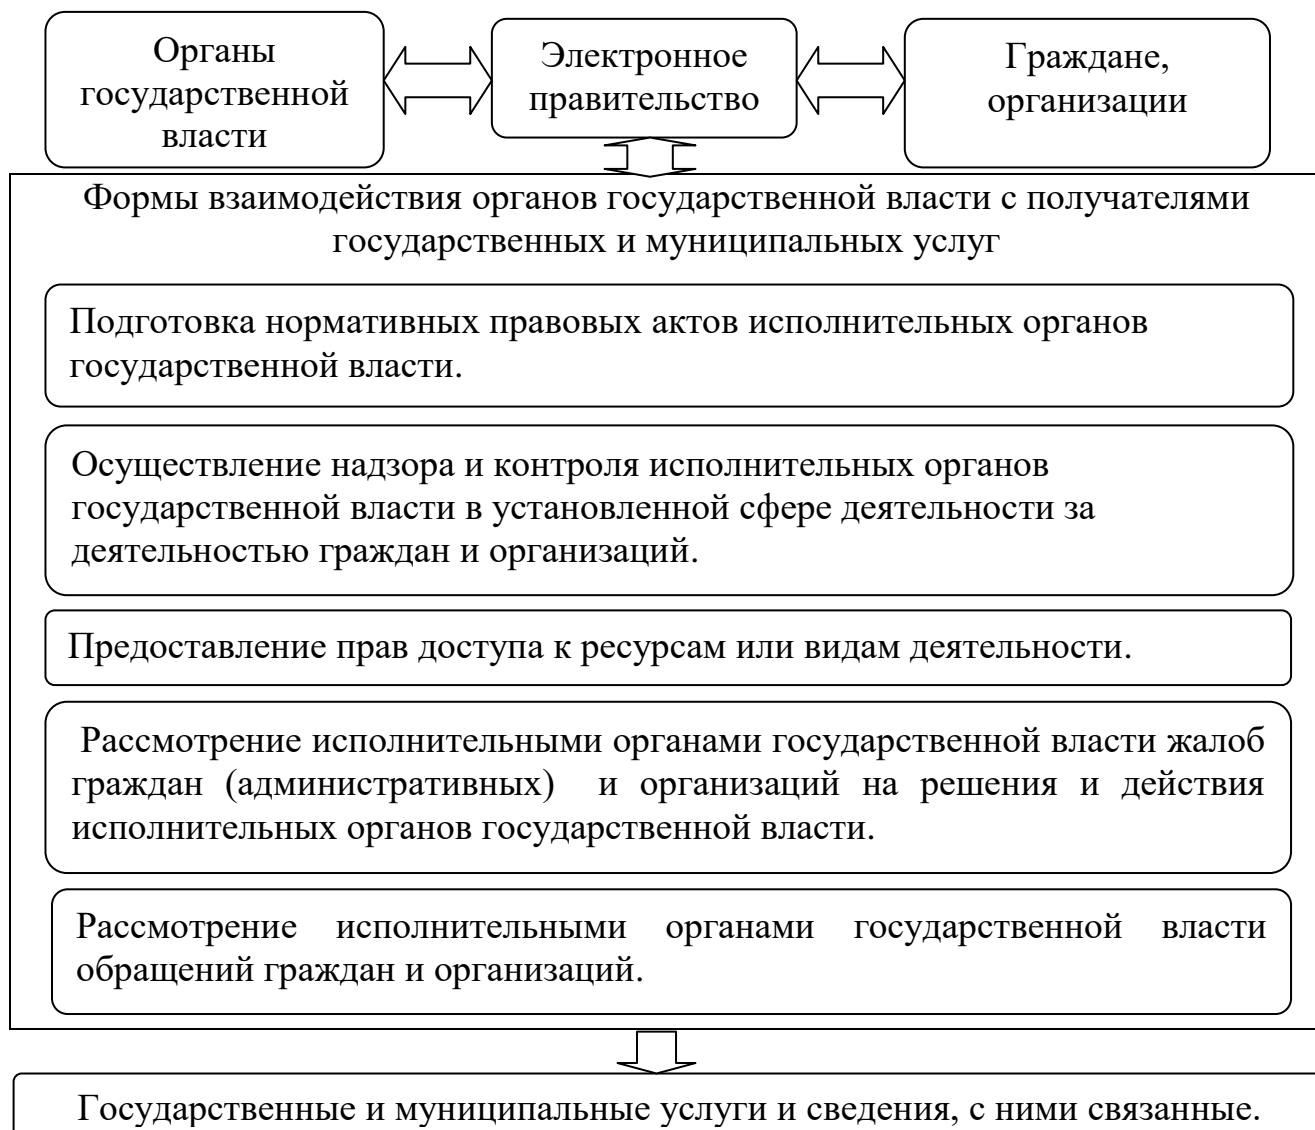 Органы
государственной
власти
Электронное
правительство
Граждане,
организации
Формы взаимодействия органов государственной власти с получателями
государственных и муниципальных услуг
Подготовка нормативных правовых актов исполнительных органов
государственной власти.
Осуществление надзора и контроля исполнительных органов
государственной власти в установленной сфере деятельности за
деятельностью граждан и организаций.
Предоставление прав доступа к ресурсам или видам деятельности.
Рассмотрение исполнительными органами государственной власти жалоб
граждан (административных) и организаций на решения и действия
исполнительных органов государственной власти.
Рассмотрение исполнительными органами государственной власти
обращений граждан и организаций.
Государственные и муниципальные услуги и сведения, с ними связанные.